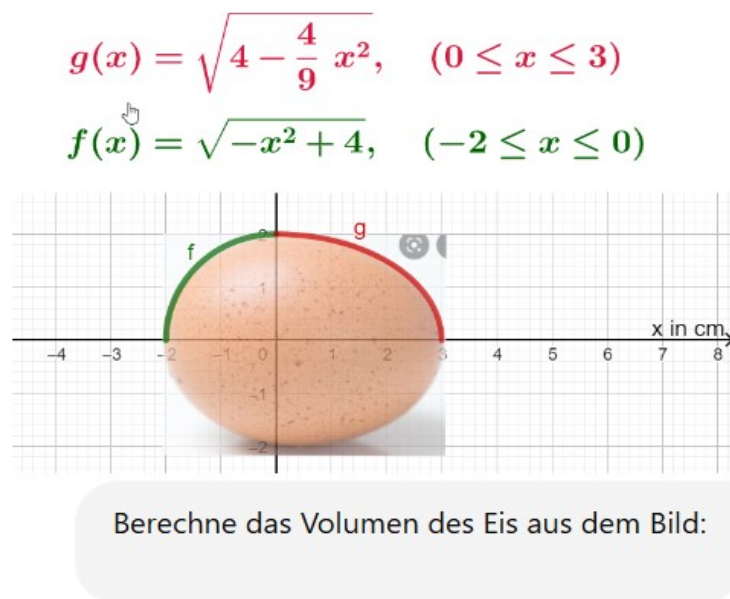 g(x) = √(4 − 4/9 x²), (0 ≤ x ≤ 3)
f(x) = √(−x² + 4), (−2 ≤ x ≤ 0)
g
f
2
1
x in cm
−4 −3 −2 −1 0 1 2 3 4 5 6 7 8
−1
−2
Berechne das Volumen des Eis aus dem Bild: